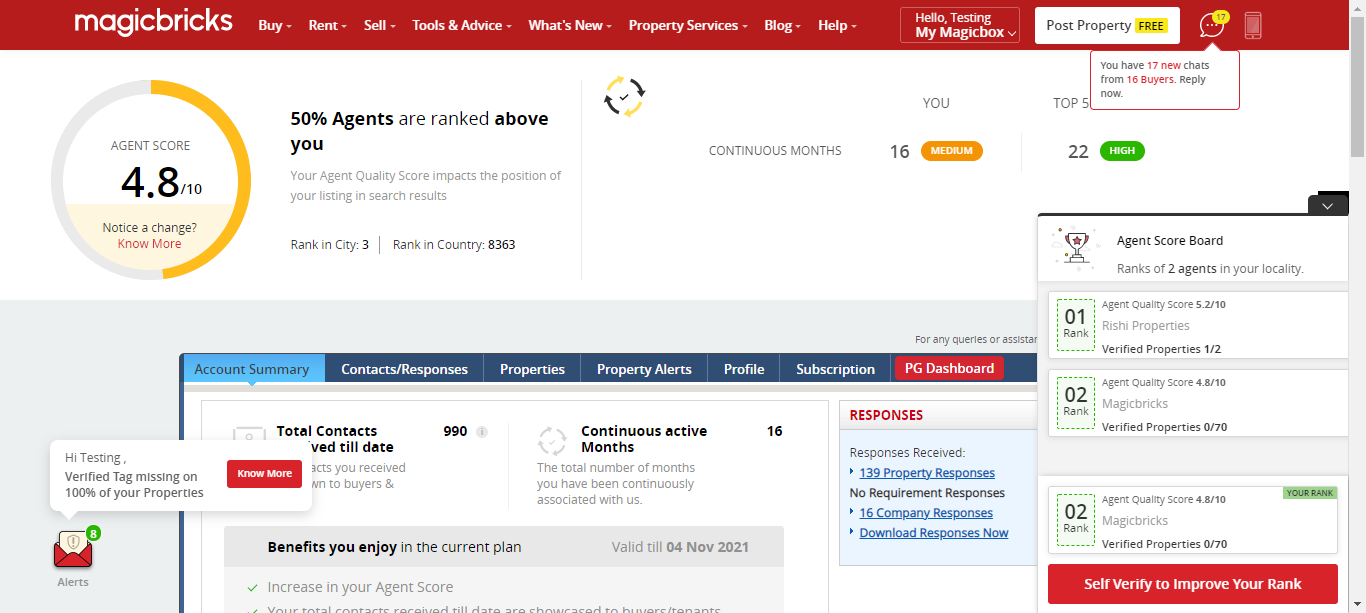 magicbricks
Buy Rent Sell Tools & Advice What's New Property Services Blog Help
Hello, Testing
My Magicbox
Post Property FREE
17
You have 17 new chats
from 16 Buyers. Reply
now.
AGENT SCORE
4.8/10
Notice a change?
Know More
50% Agents are ranked above
you
Your Agent Quality Score impacts the position of
your listing in search results
Rank in City: 3 Rank in Country: 8363
YOU TOP 5
CONTINUOUS MONTHS 16 MEDIUM 22 HIGH
Agent Score Board
Ranks of 2 agents in your locality.
01
Rank
Agent Quality Score 5.2/10
Rishi Properties
Verified Properties 1/2
02
Rank
Agent Quality Score 4.8/10
Magicbricks
Verified Properties 0/70
YOUR RANK
02
Rank
Agent Quality Score 4.8/10
Magicbricks
Verified Properties 0/70
Self Verify to Improve Your Rank
For any queries or assistan
Account Summary Contacts/Responses Properties Property Alerts Profile Subscription PG Dashboard
Total Contacts
ived till date
990
acts you received
wn to buyers &
Continuous active
Months
16
The total number of months
you have been continuously
associated with us.
Benefits you enjoy in the current plan Valid till 04 Nov 2021
Increase in your Agent Score
Your total contacts received till date are showcased to buyers/tenants
RESPONSES
Responses Received:
139 Property Responses
No Requirement Responses
16 Company Responses
Download Responses Now
Hi Testing ,
Verified Tag missing on
100% of your Properties
Know More
8
Alerts